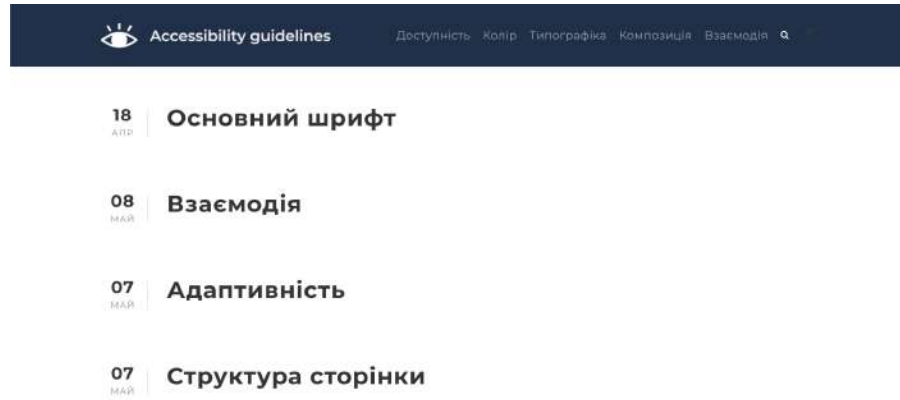 Accessibility guidelines Доступність Колір Типографіка Композиція Взаємодія
18 Основний шрифт
АПР
08 Взаємодія
МАЙ
07 Адаптивність
МАЙ
07 Структура сторінки
МАЙ